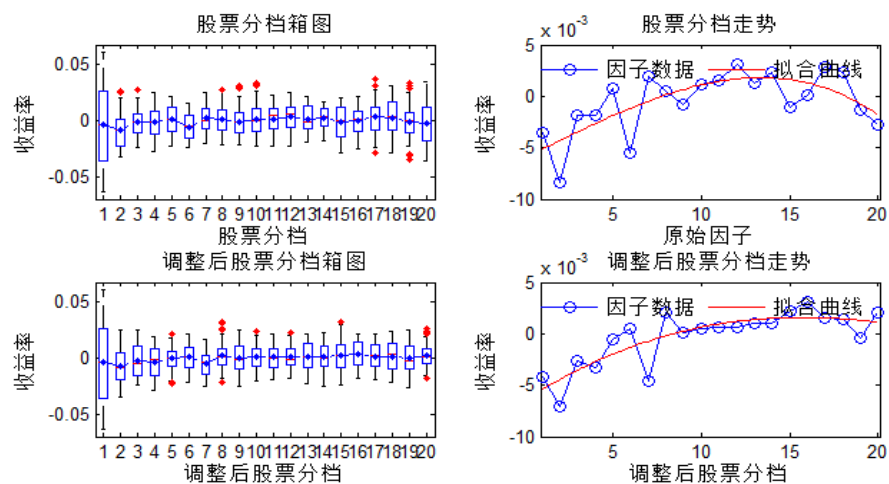 股票分档箱图
0.05
0
-0.05
收益率
1 2 3 4 5 6 7 8 9 10 11 12 13 14 15 16 17 18 19 20
股票分档
股票分档走势
x 10^-3
5
0
-5
-10
收益率
因子数据 拟合曲线
5 10 15 20
原始因子
调整后股票分档箱图
0.05
0
-0.05
收益率
1 2 3 4 5 6 7 8 9 10 11 12 13 14 15 16 17 18 19 20
调整后股票分档
调整后股票分档走势
x 10^-3
5
0
-5
-10
收益率
因子数据 拟合曲线
5 10 15 20
调整后股票分档